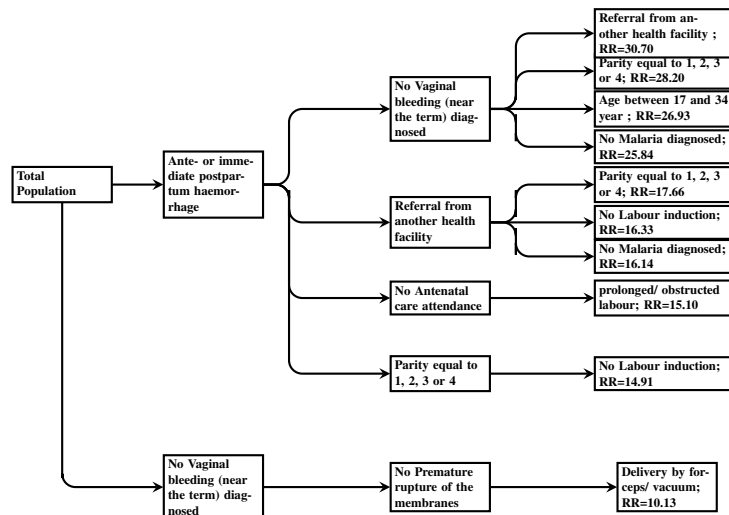 Total
Population
Ante- or imme-
diate postpar-
tum haemor-
rhage
No Vaginal
bleeding (near
the term) diag-
nosed
Referral from an-
other health facility ;
RR=30.70
Parity equal to 1, 2, 3
or 4; RR=28.20
Age between 17 and 34
year ; RR=26.93
No Malaria diagnosed;
RR=25.84
Referral from
another health
facility
Parity equal to 1, 2, 3
or 4; RR=17.66
No Labour induction;
RR=16.33
No Malaria diagnosed;
RR=16.14
No Antenatal
care attendance
prolonged/ obstructed
labour; RR=15.10
Parity equal to
1, 2, 3 or 4
No Labour induction;
RR=14.91
No Vaginal
bleeding (near
the term) diag-
nosed
No Premature
rupture of the
membranes
Delivery by for-
ceps/ vacuum;
RR=10.13